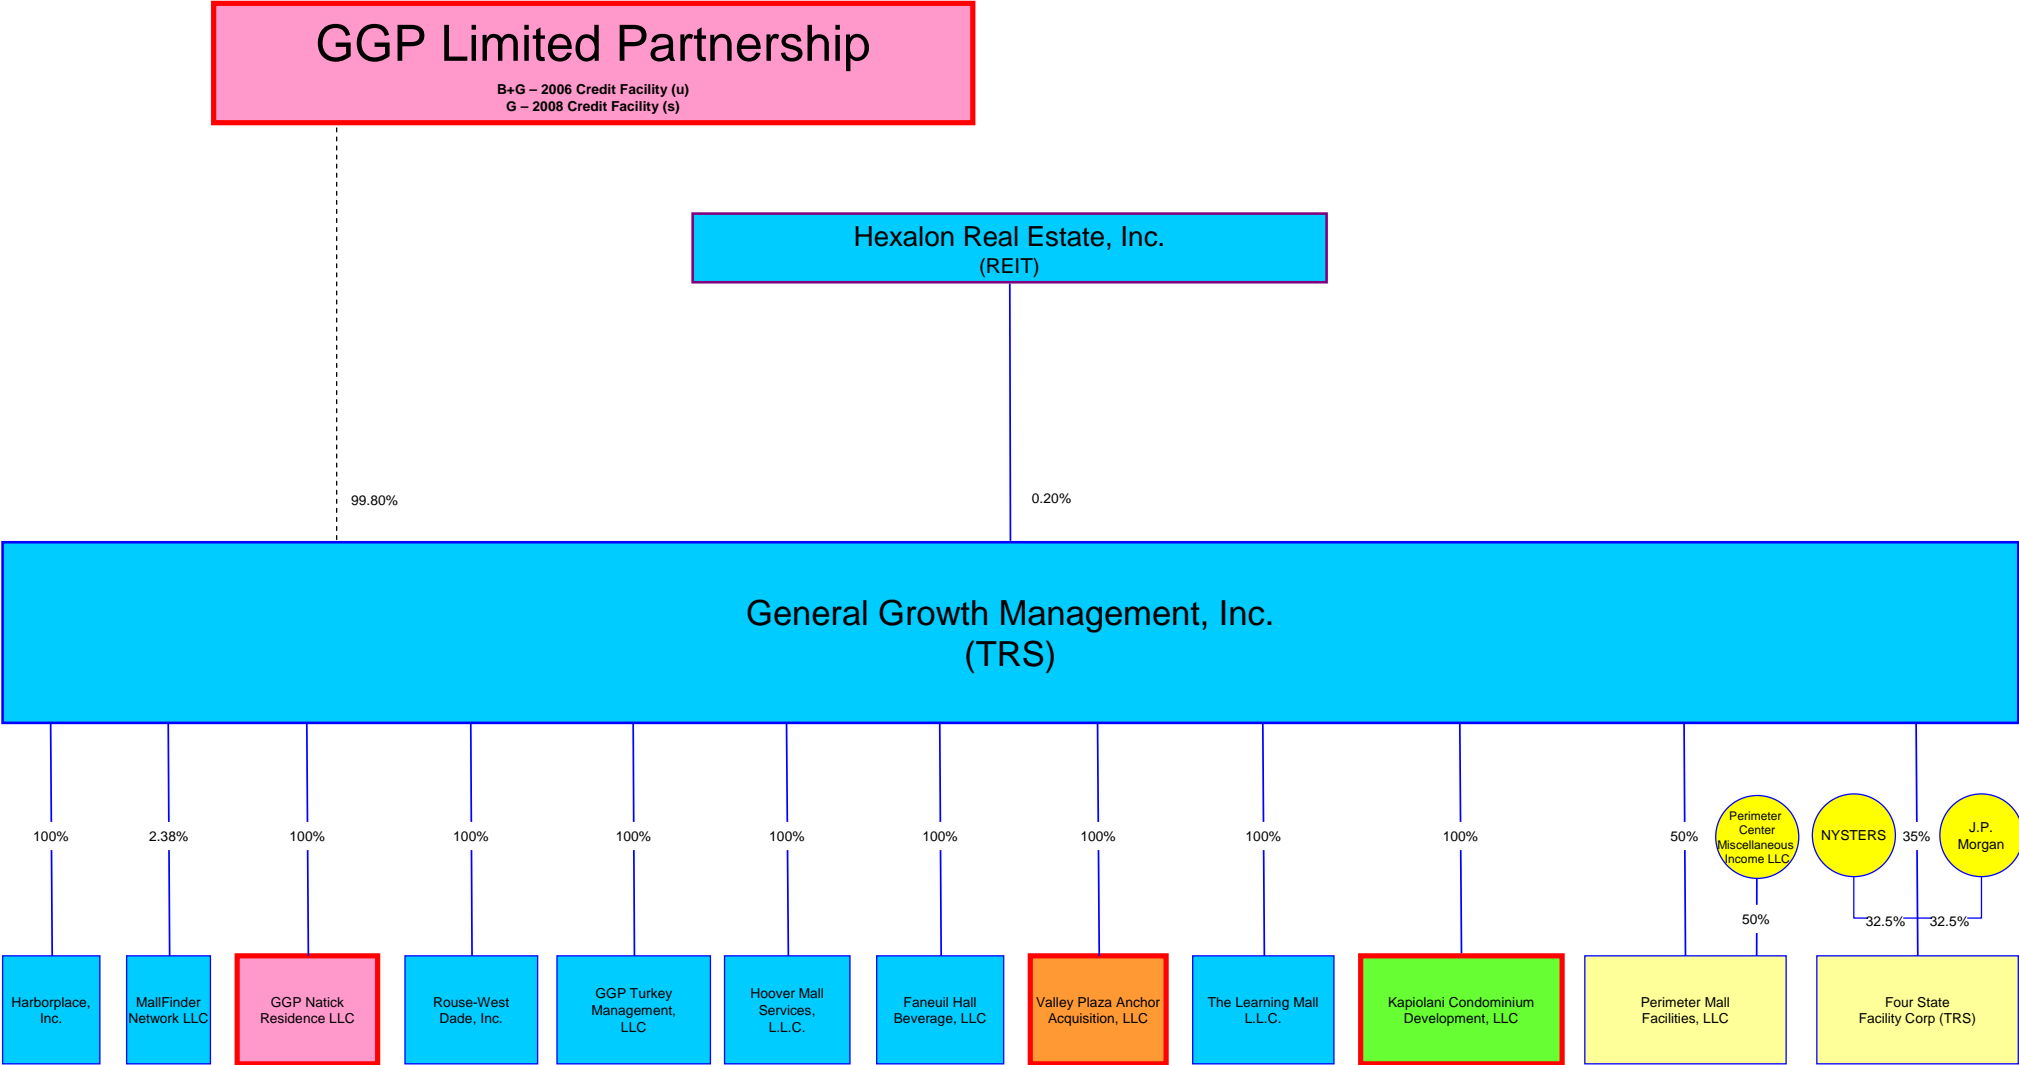 GGP Limited Partnership
B+G – 2006 Credit Facility (u)
G – 2008 Credit Facility (s)
Hexalon Real Estate, Inc.
(REIT)
99.80%
0.20%
General Growth Management, Inc.
(TRS)
100%
2.38%
100%
100%
100%
100%
100%
100%
100%
100%
50%
Perimeter
Center
Miscellaneous
Income LLC
NYSTERS
35%
J.P.
Morgan
50%
32.5%
32.5%
Harborplace,
Inc.
MallFinder
Network LLC
GGP Natick
Residence LLC
Rouse-West
Dade, Inc.
GGP Turkey
Management,
LLC
Hoover Mall
Services,
L.L.C.
Faneuil Hall
Beverage, LLC
Valley Plaza Anchor
Acquisition, LLC
The Learning Mall
L.L.C.
Kapiolani Condominium
Development, LLC
Perimeter Mall
Facilities, LLC
Four State
Facility Corp (TRS)